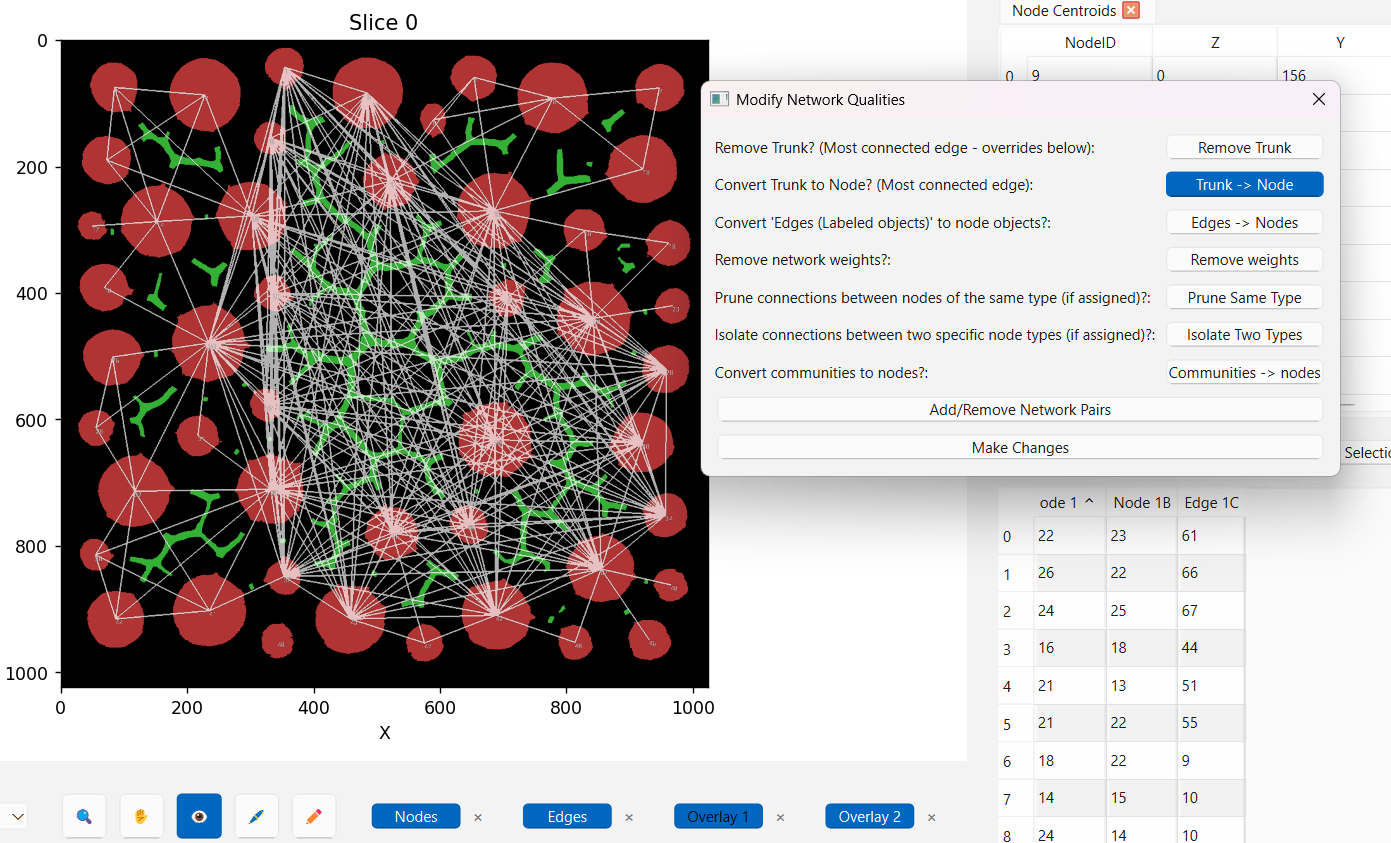 Slice 0
0
200
400
600
800
1000
0
200
400
600
800
1000
X
Node Centroids
NodeID Z Y
0 9 0 156
Modify Network Qualities
Remove Trunk? (Most connected edge - overrides below): Remove Trunk
Convert Trunk to Node? (Most connected edge): Trunk -> Node
Convert 'Edges (Labeled objects)' to node objects?: Edges -> Nodes
Remove network weights?: Remove weights
Prune connections between nodes of the same type (if assigned)?: Prune Same Type
Isolate connections between two specific node types (if assigned)?: Isolate Two Types
Convert communities to nodes?: Communities -> nodes
Add/Remove Network Pairs
Make Changes
Selectio
ode 1 Node 1B Edge 1C
0 22 23 61
1 26 22 66
2 24 25 67
3 16 18 44
4 21 13 51
5 21 22 55
6 18 22 9
7 14 15 10
8 24 14 10
Nodes × Edges × Overlay 1 × Overlay 2 ×